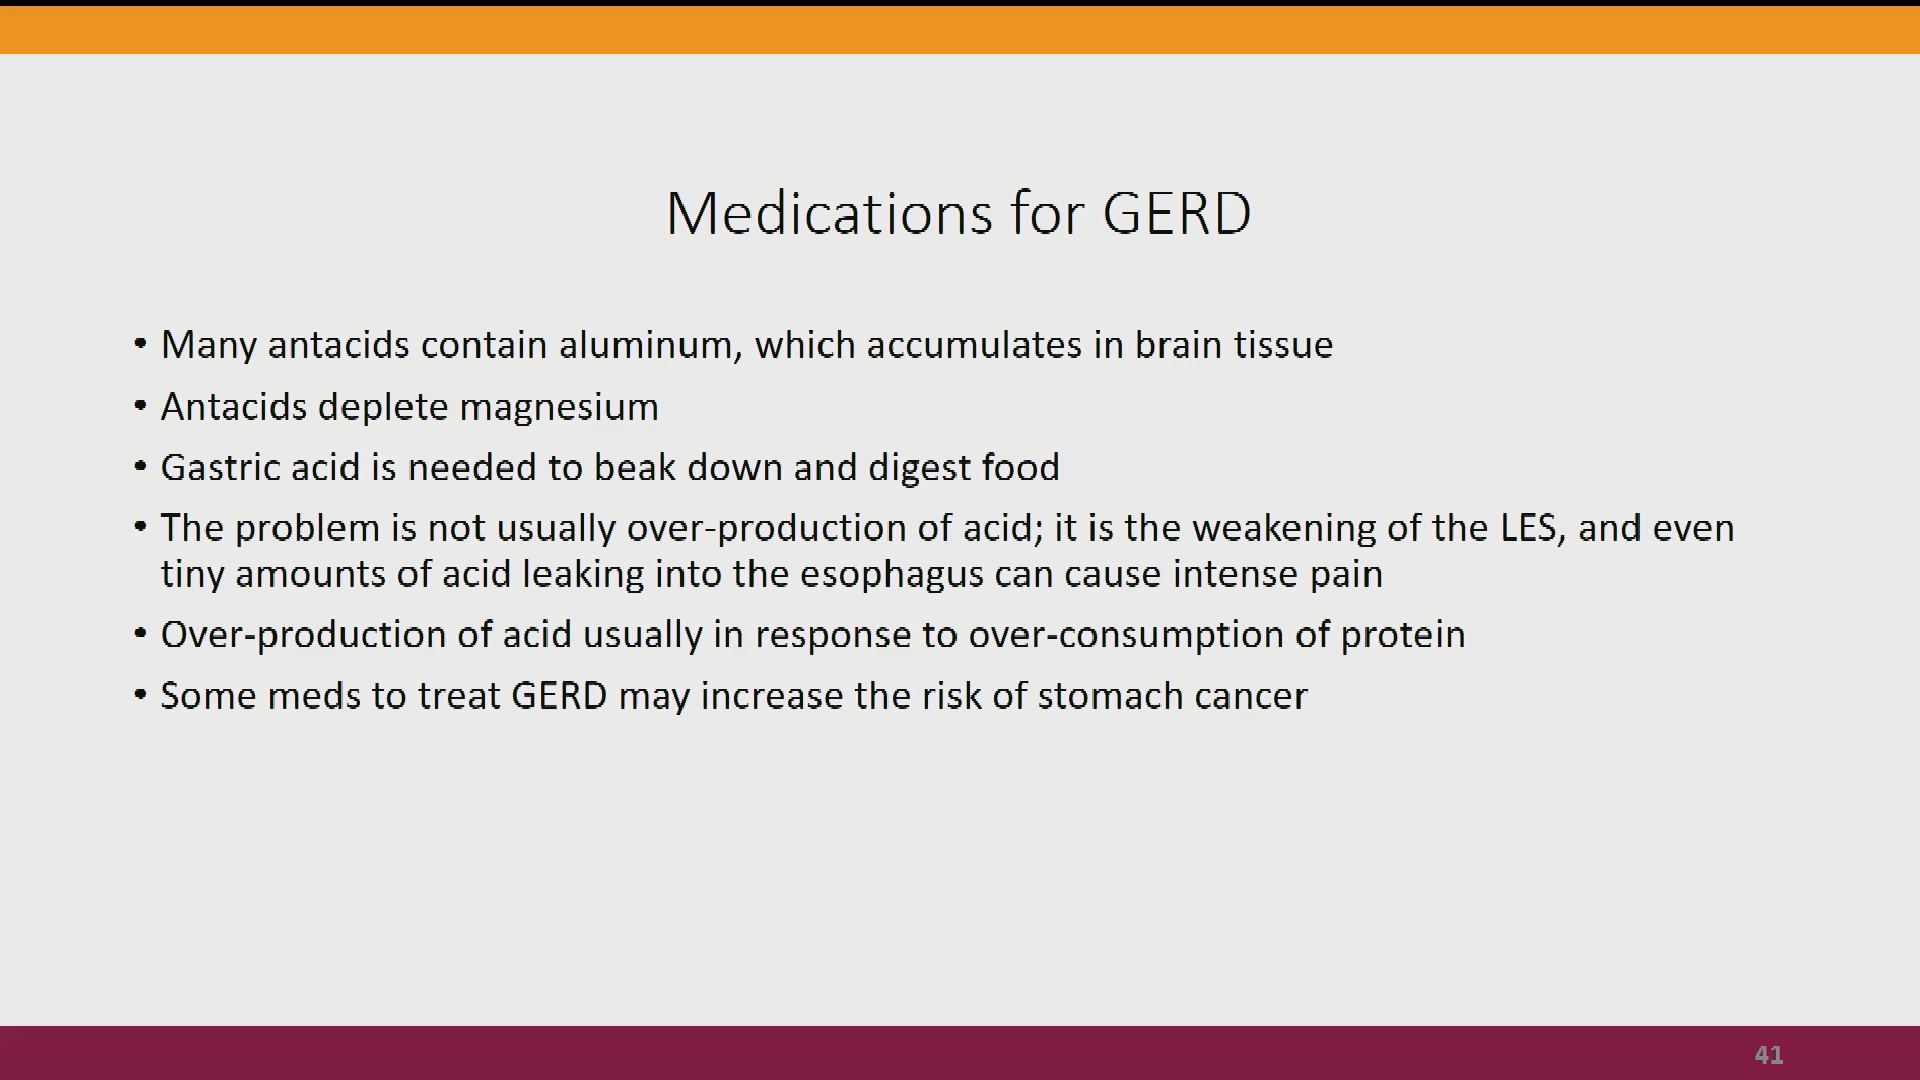 Medications for GERD
• Many antacids contain aluminum, which accumulates in brain tissue
• Antacids deplete magnesium
• Gastric acid is needed to beak down and digest food
• The problem is not usually over-production of acid; it is the weakening of the LES, and even
tiny amounts of acid leaking into the esophagus can cause intense pain
• Over-production of acid usually in response to over-consumption of protein
• Some meds to treat GERD may increase the risk of stomach cancer
41